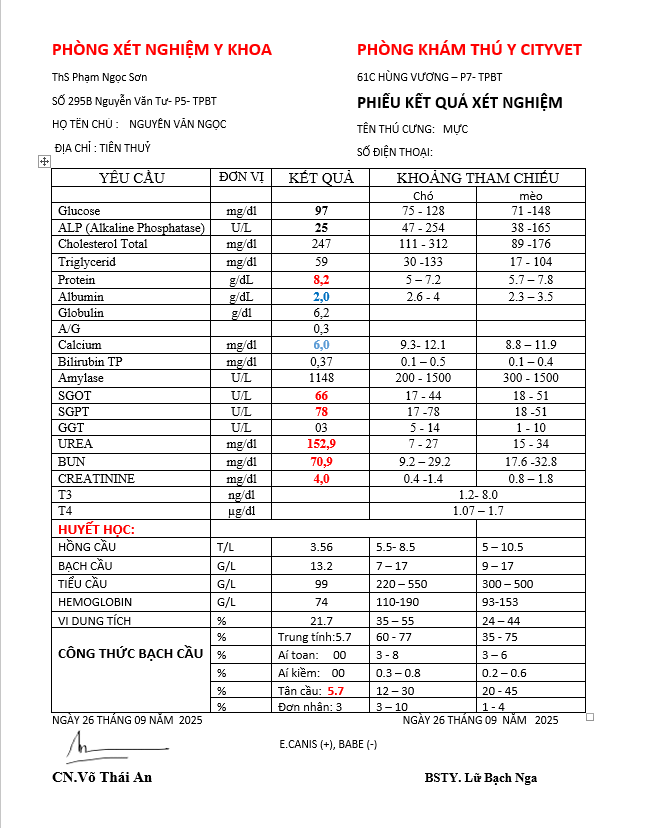 PHÒNG XÉT NGHIỆM Y KHOA PHÒNG KHÁM THÚ Y CITYVET
ThS Phạm Ngọc Sơn 61C HÙNG VƯƠNG – P7- TPBT
SỐ 295B Nguyễn Văn Tư- P5- TPBT PHIẾU KẾT QUẢ XÉT NGHIỆM
HỌ TÊN CHỦ : NGUYỄN VĂN NGỌC TÊN THÚ CƯNG: MỰC
ĐỊA CHỈ : TIÊN THUỶ SỐ ĐIỆN THOẠI:
YÊU CẦU ĐƠN VỊ KẾT QUẢ KHOẢNG THAM CHIẾU
Chó mèo
Glucose mg/dl 97 75 - 128 71 -148
ALP (Alkaline Phosphatase) U/L 25 47 - 254 38 -165
Cholesterol Total mg/dl 247 111 - 312 89 -176
Triglycerid mg/dl 59 30 -133 17 - 104
Protein g/dL 8,2 5 – 7.2 5.7 – 7.8
Albumin g/dL 2,0 2.6 - 4 2.3 – 3.5
Globulin g/dl 6,2
A/G 0,3
Calcium mg/dl 6,0 9.3- 12.1 8.8 – 11.9
Bilirubin TP mg/dl 0,37 0.1 – 0.5 0.1 – 0.4
Amylase U/L 1148 200 - 1500 300 - 1500
SGOT U/L 66 17 - 44 18 - 51
SGPT U/L 78 17 -78 18 -51
GGT U/L 03 5 - 14 1 - 10
UREA mg/dl 152,9 7 - 27 15 - 34
BUN mg/dl 70,9 9.2 – 29.2 17.6 -32.8
CREATININE mg/dl 4,0 0.4 -1.4 0.8 – 1.8
T3 ng/dl 1.2- 8.0
T4 µg/dl 1.07 – 1.7
HUYẾT HỌC:
HỒNG CẦU T/L 3.56 5.5- 8.5 5 – 10.5
BẠCH CẦU G/L 13.2 7 – 17 9 – 17
TIỂU CẦU G/L 99 220 – 550 300 – 500
HEMOGLOBIN G/L 74 110-190 93-153
VI DUNG TÍCH % 21.7 35 – 55 24 – 44
CÔNG THỨC BẠCH CẦU % Trung tính:5.7 60 - 77 35 - 75
% Aí toan: 00 3 - 8 3 – 6
% Aí kiềm: 00 0.3 – 0.8 0.2 – 0.6
% Tân cầu: 5.7 12 – 30 20 - 45
% Đơn nhân: 3 3 – 10 1 - 4
NGÀY 26 THÁNG 09 NĂM 2025 NGÀY 26 THÁNG 09 NĂM 2025
E.CANIS (+), BABE (-)
CN.Võ Thái An BSTY. Lữ Bạch Nga